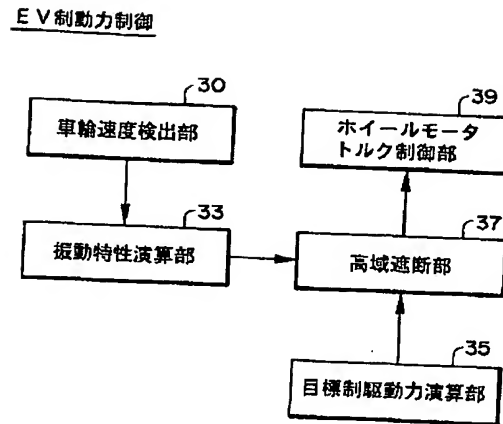 EV制動力制御
30
車輪速度検出部
39
ホイールモータ
トルク制御部
33
振動特性演算部
37
高域遮断部
35
目標制駆動力演算部